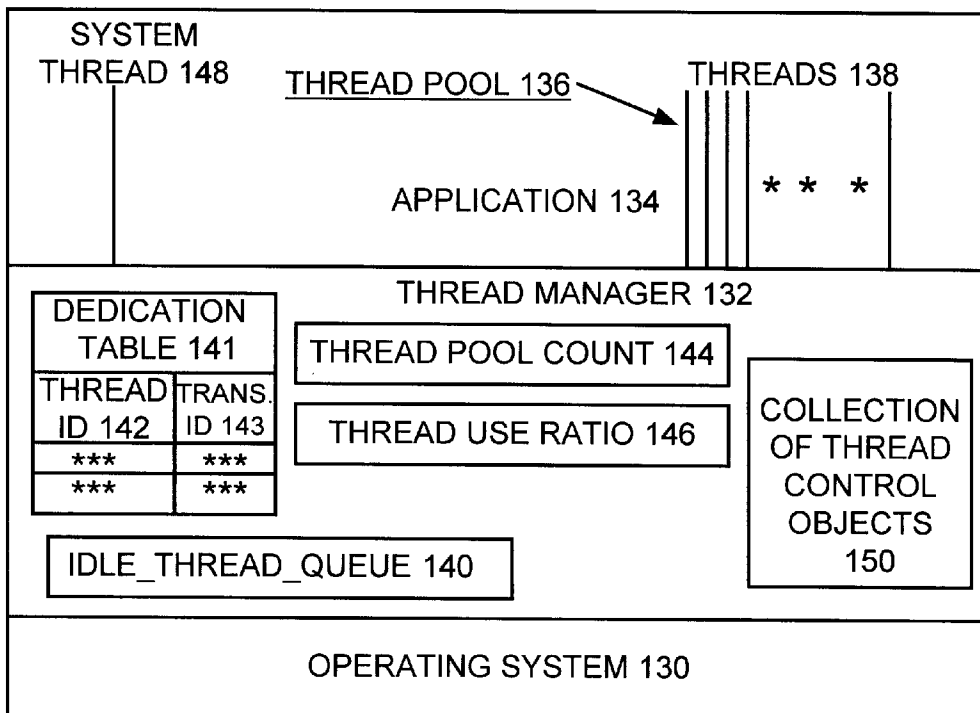 SYSTEM
THREAD 148
THREAD POOL 136
THREADS 138
* * *
APPLICATION 134
THREAD MANAGER 132
DEDICATION
TABLE 141
THREAD
ID 142
TRANS.
ID 143
*** ***
*** ***
THREAD POOL COUNT 144
THREAD USE RATIO 146
COLLECTION
OF THREAD
CONTROL
OBJECTS
150
IDLE_THREAD_QUEUE 140
OPERATING SYSTEM 130